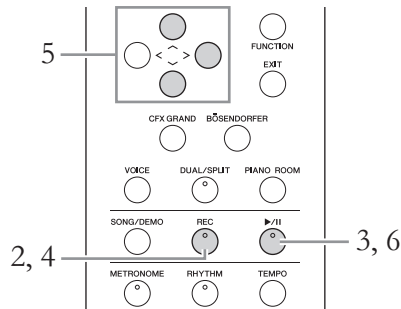 5
FUNCTION
EXIT
CFX GRAND BÖSENDORFER
VOICE DUAL/SPLIT PIANO ROOM
SONG/DEMO REC ►/II
2, 4
3, 6
METRONOME RHYTHM TEMPO